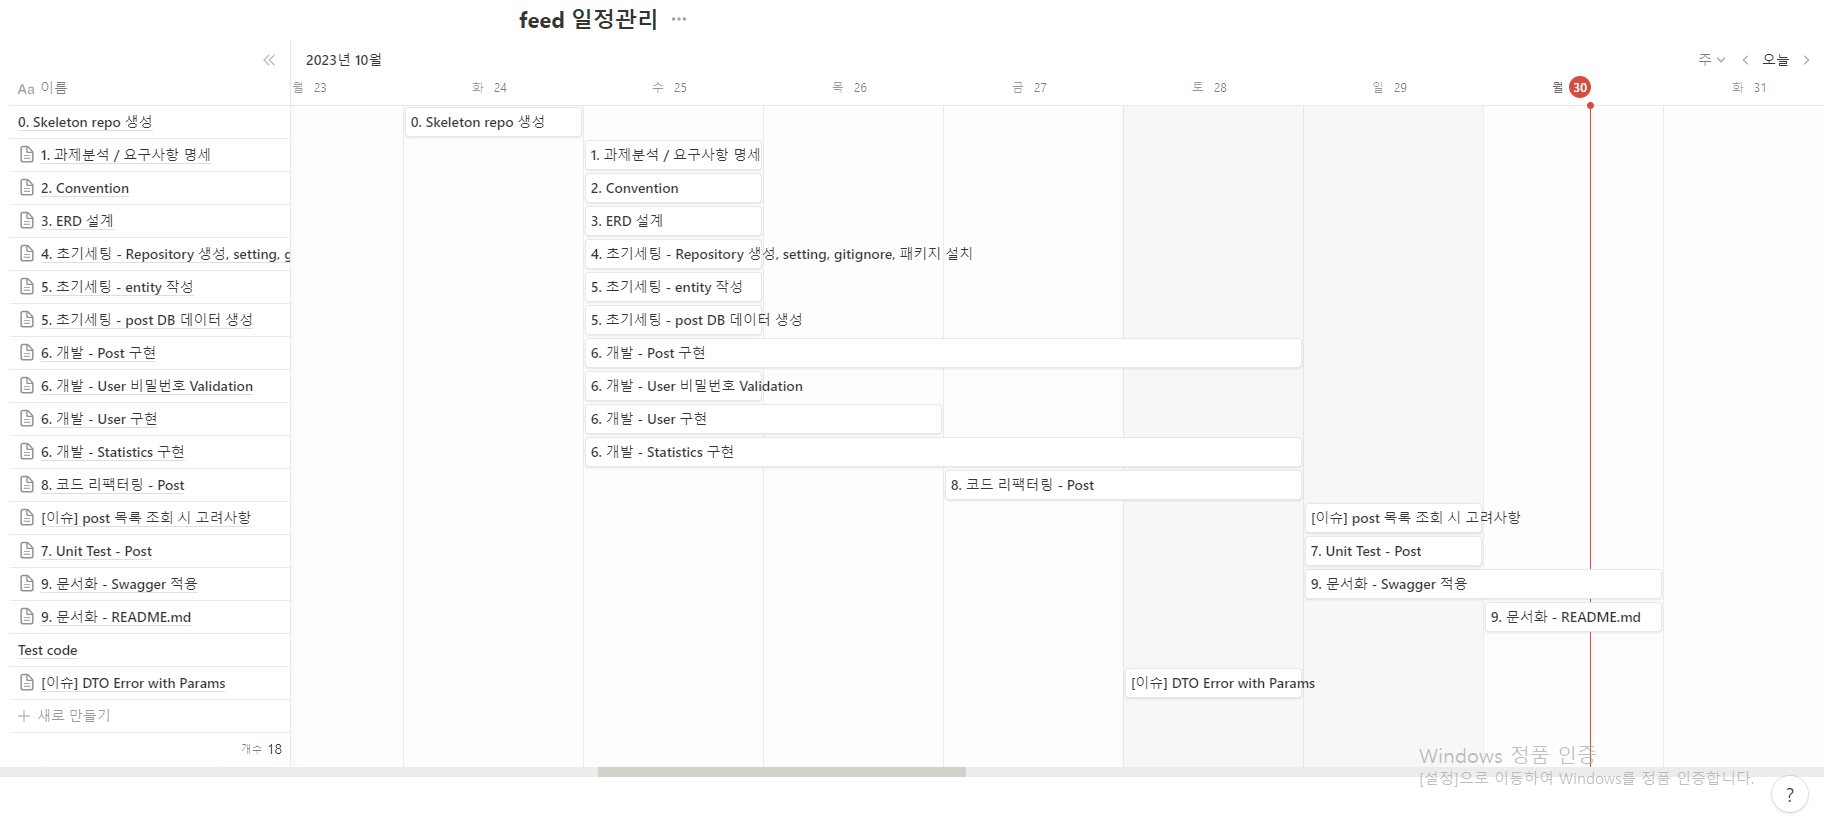 feed 일정관리 ···
2023년 10월
주 오늘
Aa 이름
월 23 화 24 수 25 목 26 금 27 토 28 일 29 월 30 화 31
0. Skeleton repo 생성 0. Skeleton repo 생성
1. 과제분석 / 요구사항 명세 1. 과제분석 / 요구사항 명세
2. Convention 2. Convention
3. ERD 설계 3. ERD 설계
4. 초기세팅 - Repository 생성, setting, g 4. 초기세팅 - Repository 생성, setting, gitignore, 패키지 설치
5. 초기세팅 - entity 작성 5. 초기세팅 - entity 작성
5. 초기세팅 - post DB 데이터 생성 5. 초기세팅 - post DB 데이터 생성
6. 개발 - Post 구현 6. 개발 - Post 구현
6. 개발 - User 비밀번호 Validation 6. 개발 - User 비밀번호 Validation
6. 개발 - User 구현 6. 개발 - User 구현
6. 개발 - Statistics 구현 6. 개발 - Statistics 구현
8. 코드 리팩터링 - Post 8. 코드 리팩터링 - Post
[이슈] post 목록 조회 시 고려사항 [이슈] post 목록 조회 시 고려사항
7. Unit Test - Post 7. Unit Test - Post
9. 문서화 - Swagger 적용 9. 문서화 - Swagger 적용
9. 문서화 - README.md 9. 문서화 - README.md
Test code
[이슈] DTO Error with Params [이슈] DTO Error with Params
+ 새로 만들기
개수 18
Windows 정품 인증
[설정]으로 이동하여 Windows를 정품 인증합니다.
?